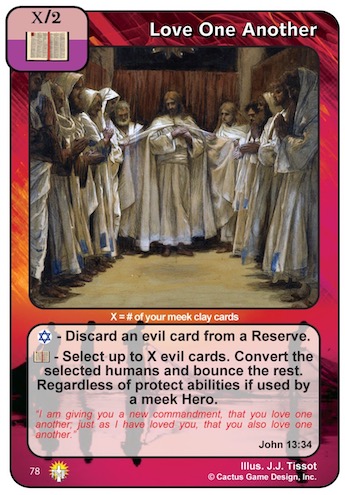 X/2
Love One Another
X = # of your meek clay cards
- Discard an evil card from a Reserve.
- Select up to X evil cards. Convert the
selected humans and bounce the rest.
Regardless of protect abilities if used by
a meek Hero.
"I am giving you a new commandment, that you love one
another; just as I have loved you, that you also love one
another."
John 13:34
Illus. J.J. Tissot
78
© Cactus Game Design, Inc.